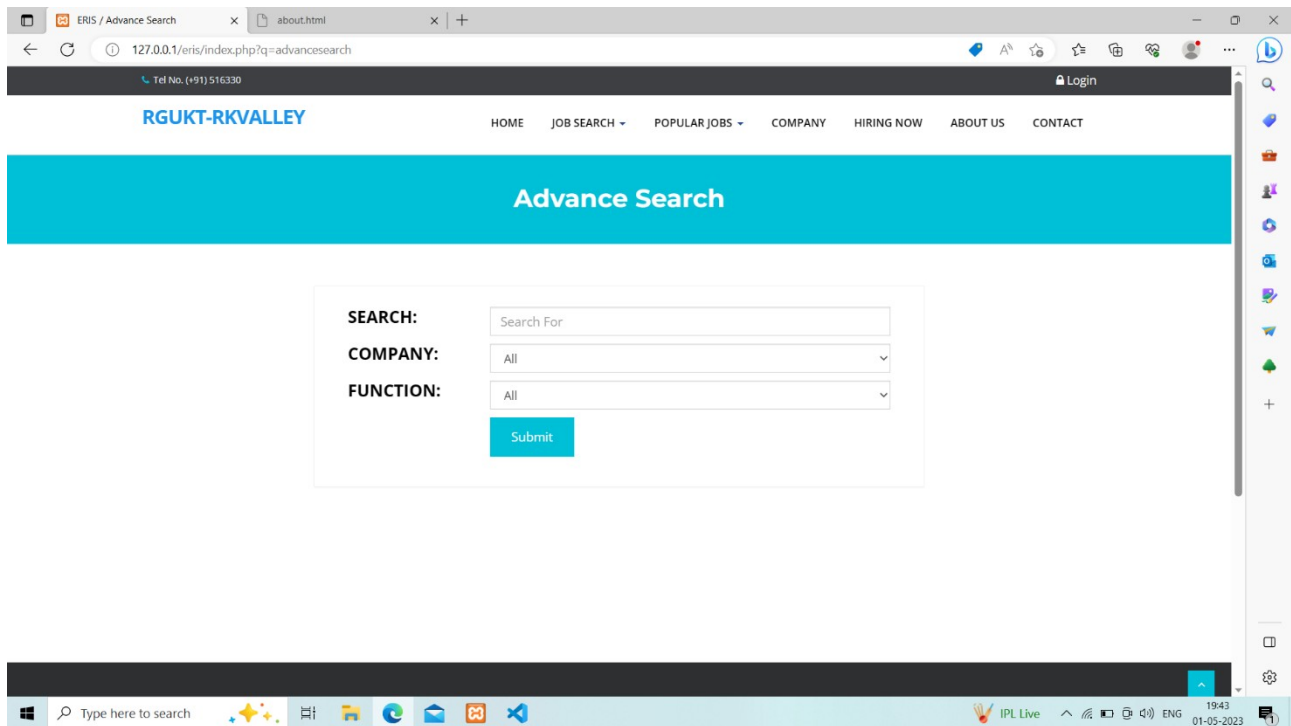 ERIS / Advance Search
about.html
127.0.0.1/eris/index.php?q=advancesearch
Tel No. (+91) 516330
Login
RGUKT-RKVALLEY
HOME JOB SEARCH POPULAR JOBS COMPANY HIRING NOW ABOUT US CONTACT
Advance Search
SEARCH: Search For
COMPANY: All
FUNCTION: All
Submit
Type here to search
IPL Live
ENG
19:43
01-05-2023